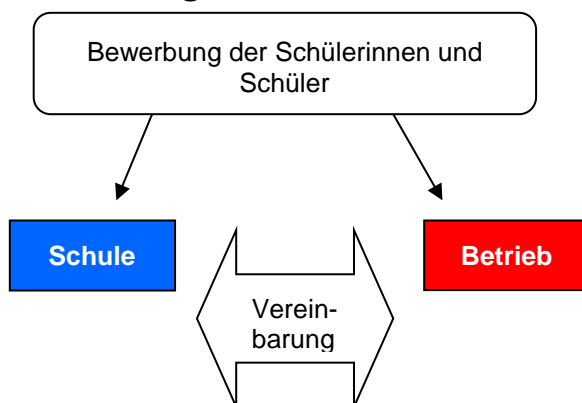 Bewerbung der Schülerinnen und
Schüler
Schule
Betrieb
Verein-
barung